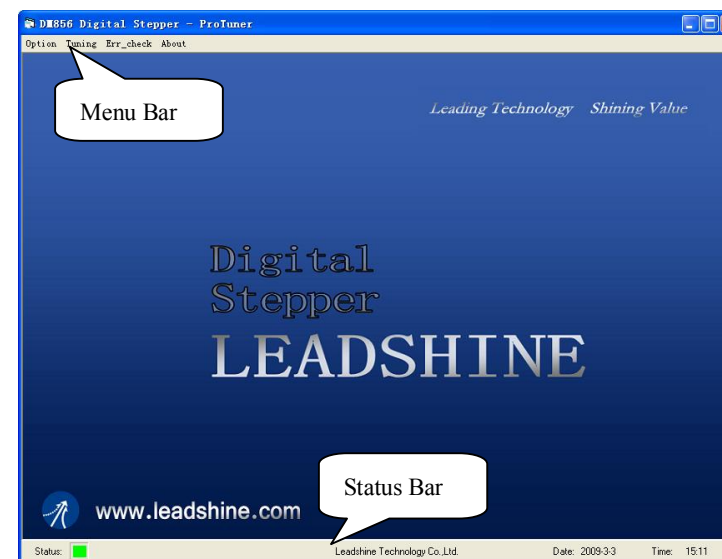 DM856 Digital Stepper - ProTuner
Option Tuning Err_check About
Menu Bar
Leading Technology Shining Value
Digital
Stepper
LEADSHINE
Status Bar
www.leadshine.com
Status: Leadshine Technology Co.,Ltd. Date: 2009-3-3 Time: 15:11